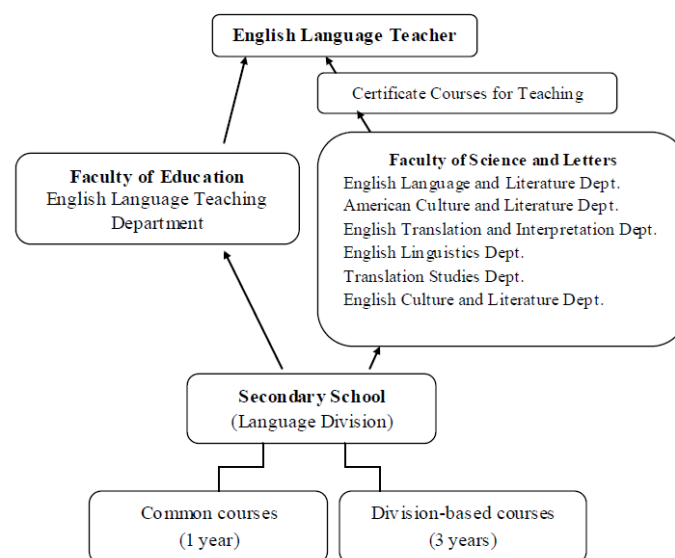 English Language Teacher
Certificate Courses for Teaching
Faculty of Education
English Language Teaching
Department
Faculty of Science and Letters
English Language and Literature Dept.
American Culture and Literature Dept.
English Translation and Interpretation Dept.
English Linguistics Dept.
Translation Studies Dept.
English Culture and Literature Dept.
Secondary School
(Language Division)
Common courses
(1 year)
Division-based courses
(3 years)